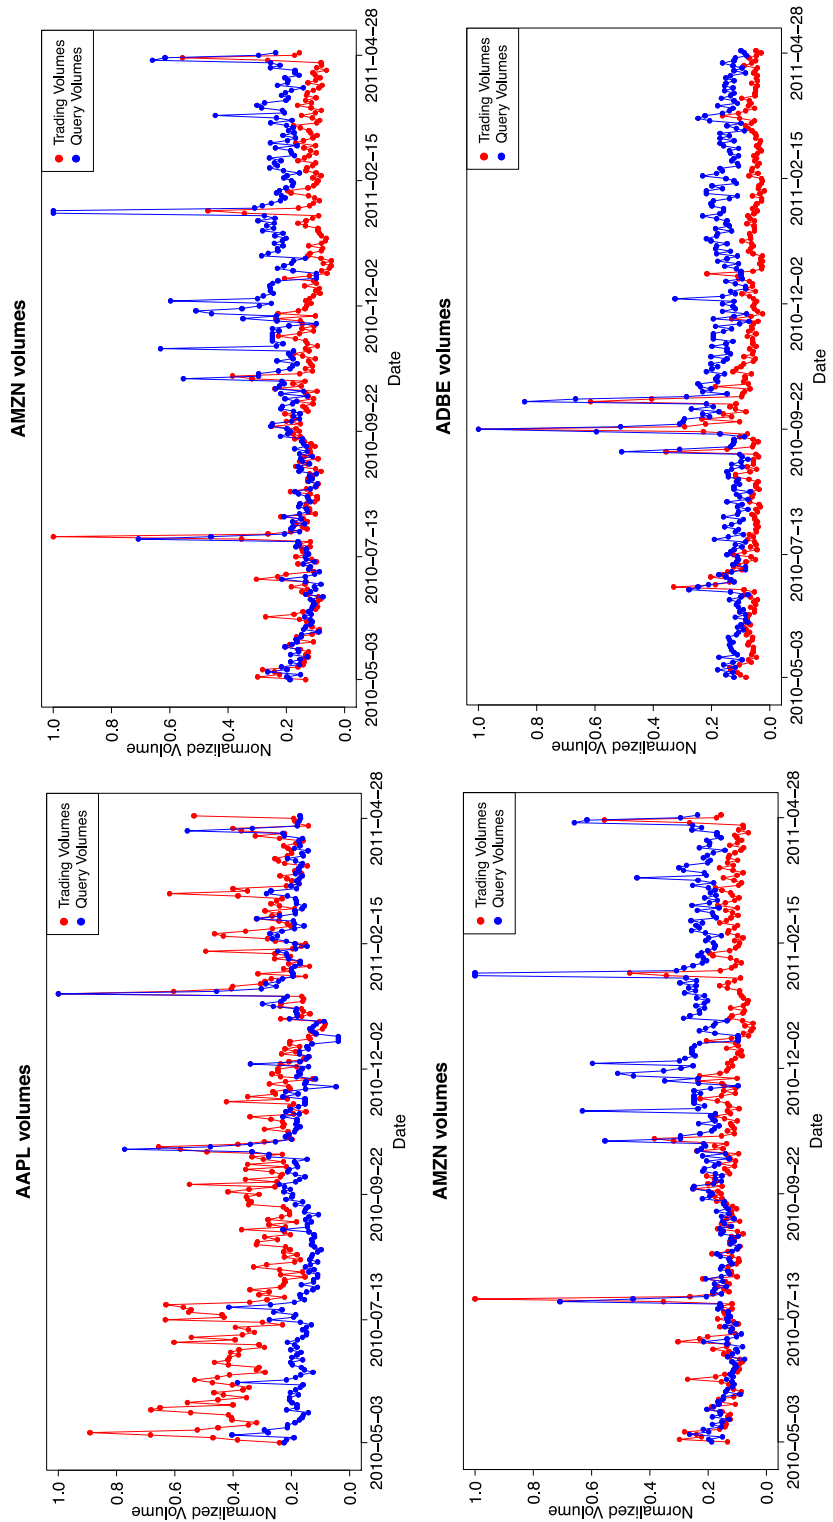 AAPL volumes
Normalized Volume
1.0
0.8
0.6
0.4
0.2
0.0
Trading Volumes
Query Volumes
2010−05−03 2010−07−13 2010−09−22 2010−12−02 2011−02−15 2011−04−28
Date
AMZN volumes
Normalized Volume
1.0
0.8
0.6
0.4
0.2
0.0
Trading Volumes
Query Volumes
2010−05−03 2010−07−13 2010−09−22 2010−12−02 2011−02−15 2011−04−28
Date
AMZN volumes
Normalized Volume
1.0
0.8
0.6
0.4
0.2
0.0
Trading Volumes
Query Volumes
2010−05−03 2010−07−13 2010−09−22 2010−12−02 2011−02−15 2011−04−28
Date
ADBE volumes
Normalized Volume
1.0
0.8
0.6
0.4
0.2
0.0
Trading Volumes
Query Volumes
2010−05−03 2010−07−13 2010−09−22 2010−12−02 2011−02−15 2011−04−28
Date